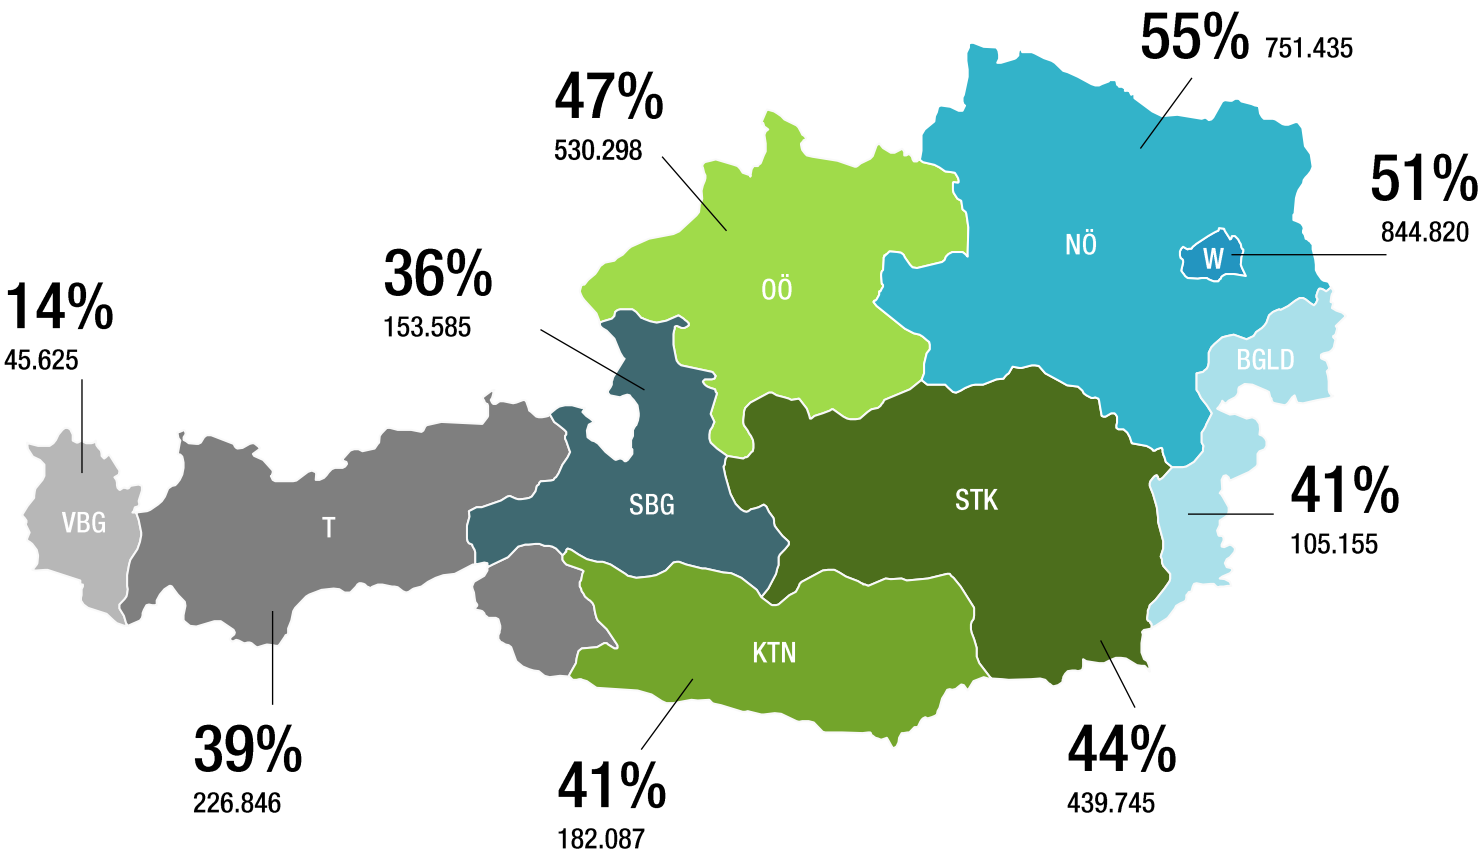 55% 751.435
47%
530.298
51%
844.820
NÖ
W
36%
153.585
OÖ
14%
45.625
BGLD
SBG
STK
41%
105.155
VBG
T
KTN
39%
226.846
41%
182.087
44%
439.745